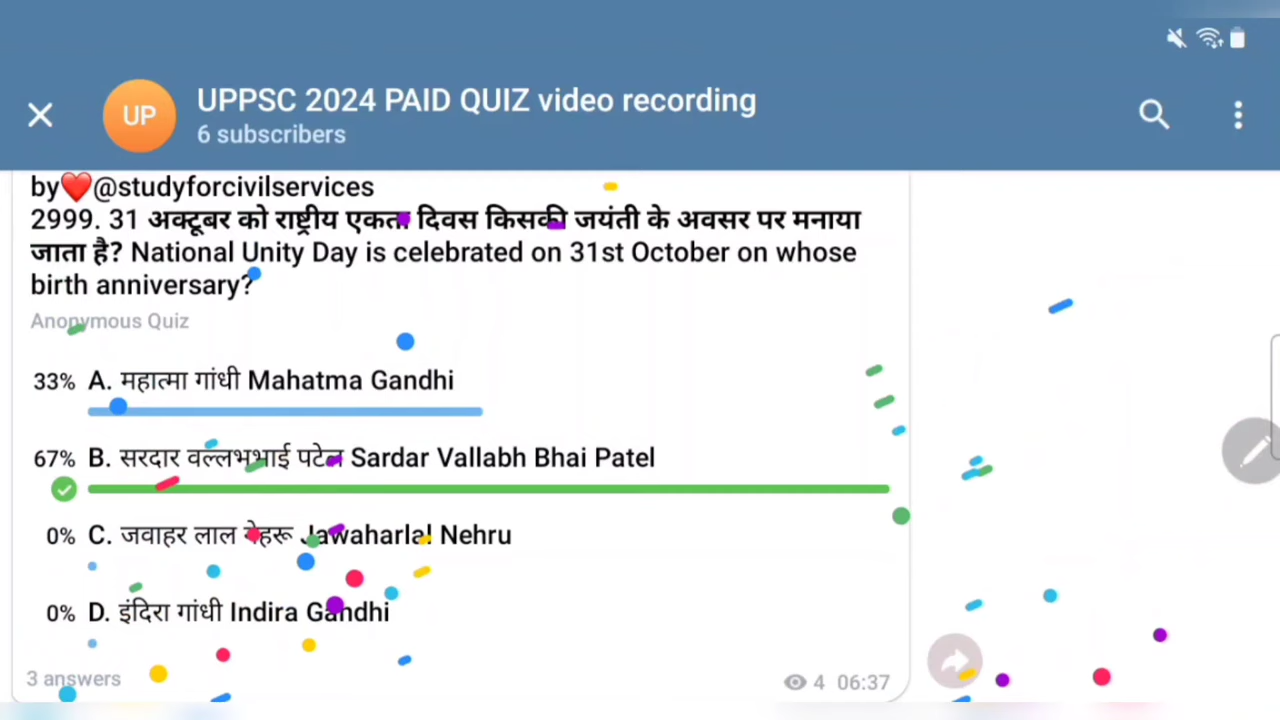 UPPSC 2024 PAID QUIZ video recording
UP
6 subscribers
by❤️@studyforcivilservices
2999. 31 अक्टूबर को राष्ट्रीय एकता दिवस किसकी जयंती के अवसर पर मनाया
जाता है? National Unity Day is celebrated on 31st October on whose
birth anniversary?
Anonymous Quiz
33% A. महात्मा गांधी Mahatma Gandhi
67% B. सरदार वल्लभभाई पटेल Sardar Vallabh Bhai Patel
0% C. जवाहर लाल नेहरू Jawaharlal Nehru
0% D. इंदिरा गांधी Indira Gandhi
3 answers
4 06:37